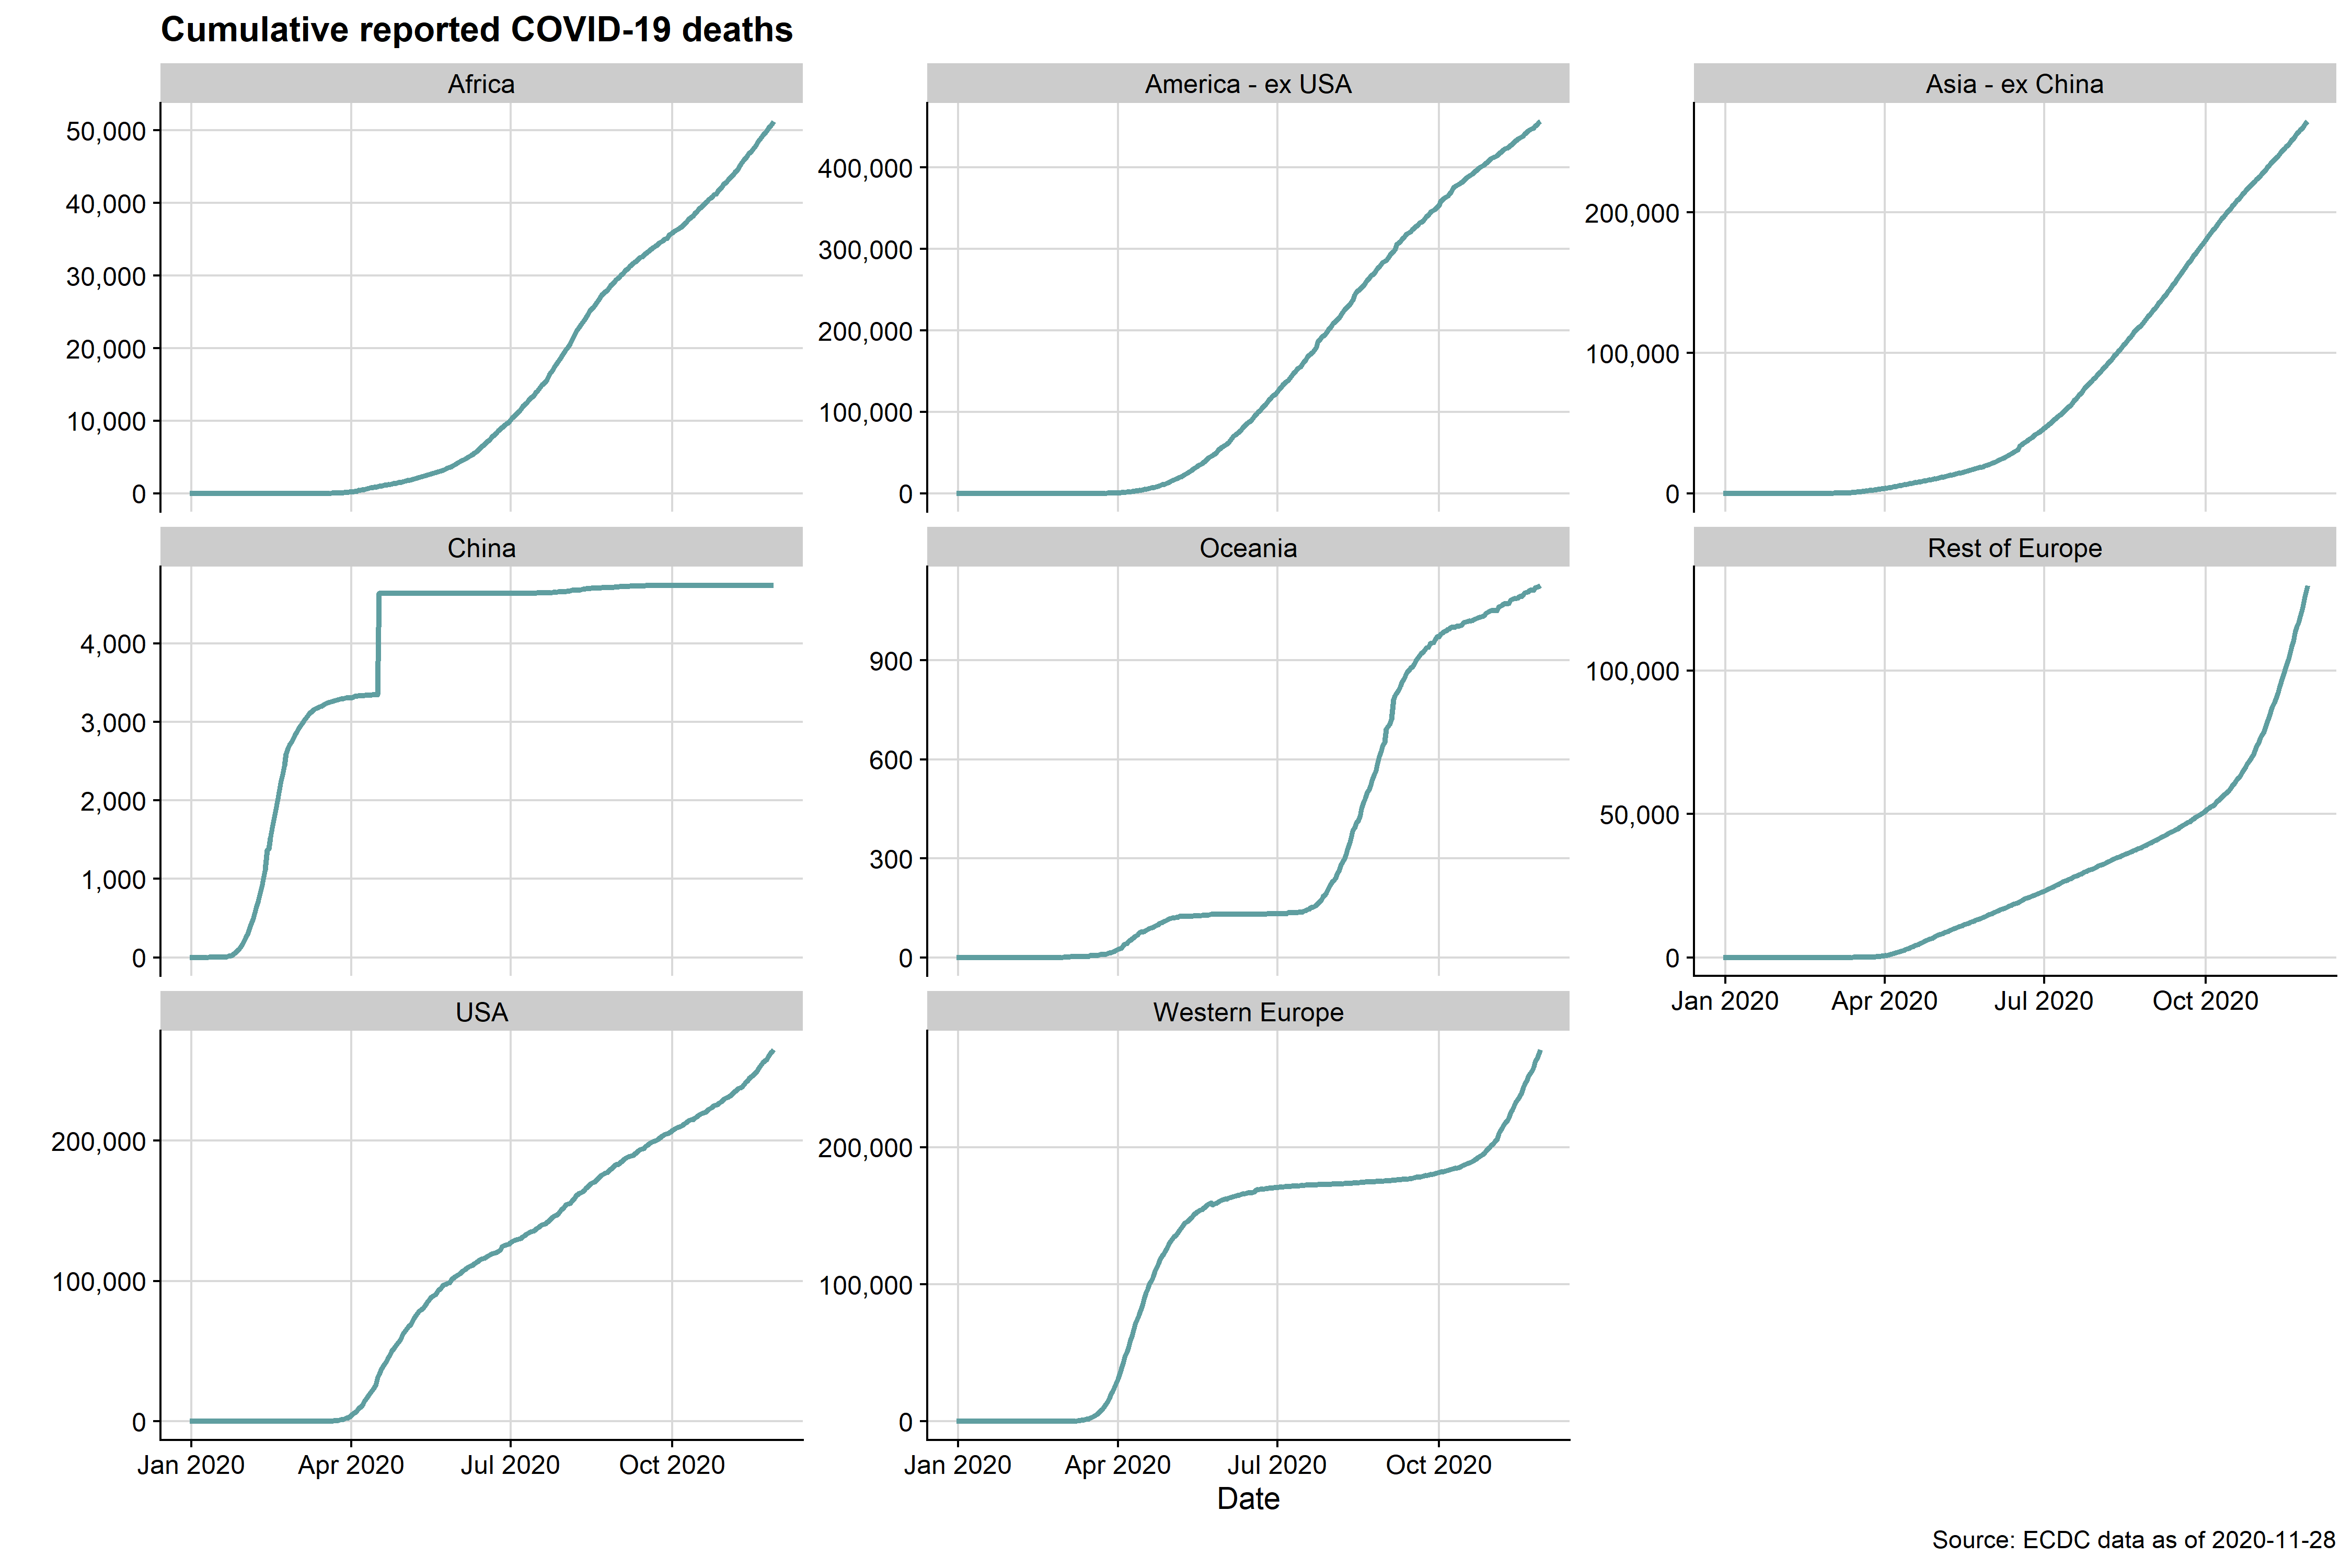 Cumulative reported COVID-19 deaths
Africa
50,000
40,000
30,000
20,000
10,000
0
America - ex USA
400,000
300,000
200,000
100,000
0
Asia - ex China
200,000
100,000
0
China
4,000
3,000
2,000
1,000
0
Oceania
900
600
300
0
Rest of Europe
100,000
50,000
0
Jan 2020 Apr 2020 Jul 2020 Oct 2020
USA
200,000
100,000
0
Jan 2020 Apr 2020 Jul 2020 Oct 2020
Western Europe
200,000
100,000
0
Jan 2020 Apr 2020 Jul 2020 Oct 2020
Date
Source: ECDC data as of 2020-11-28